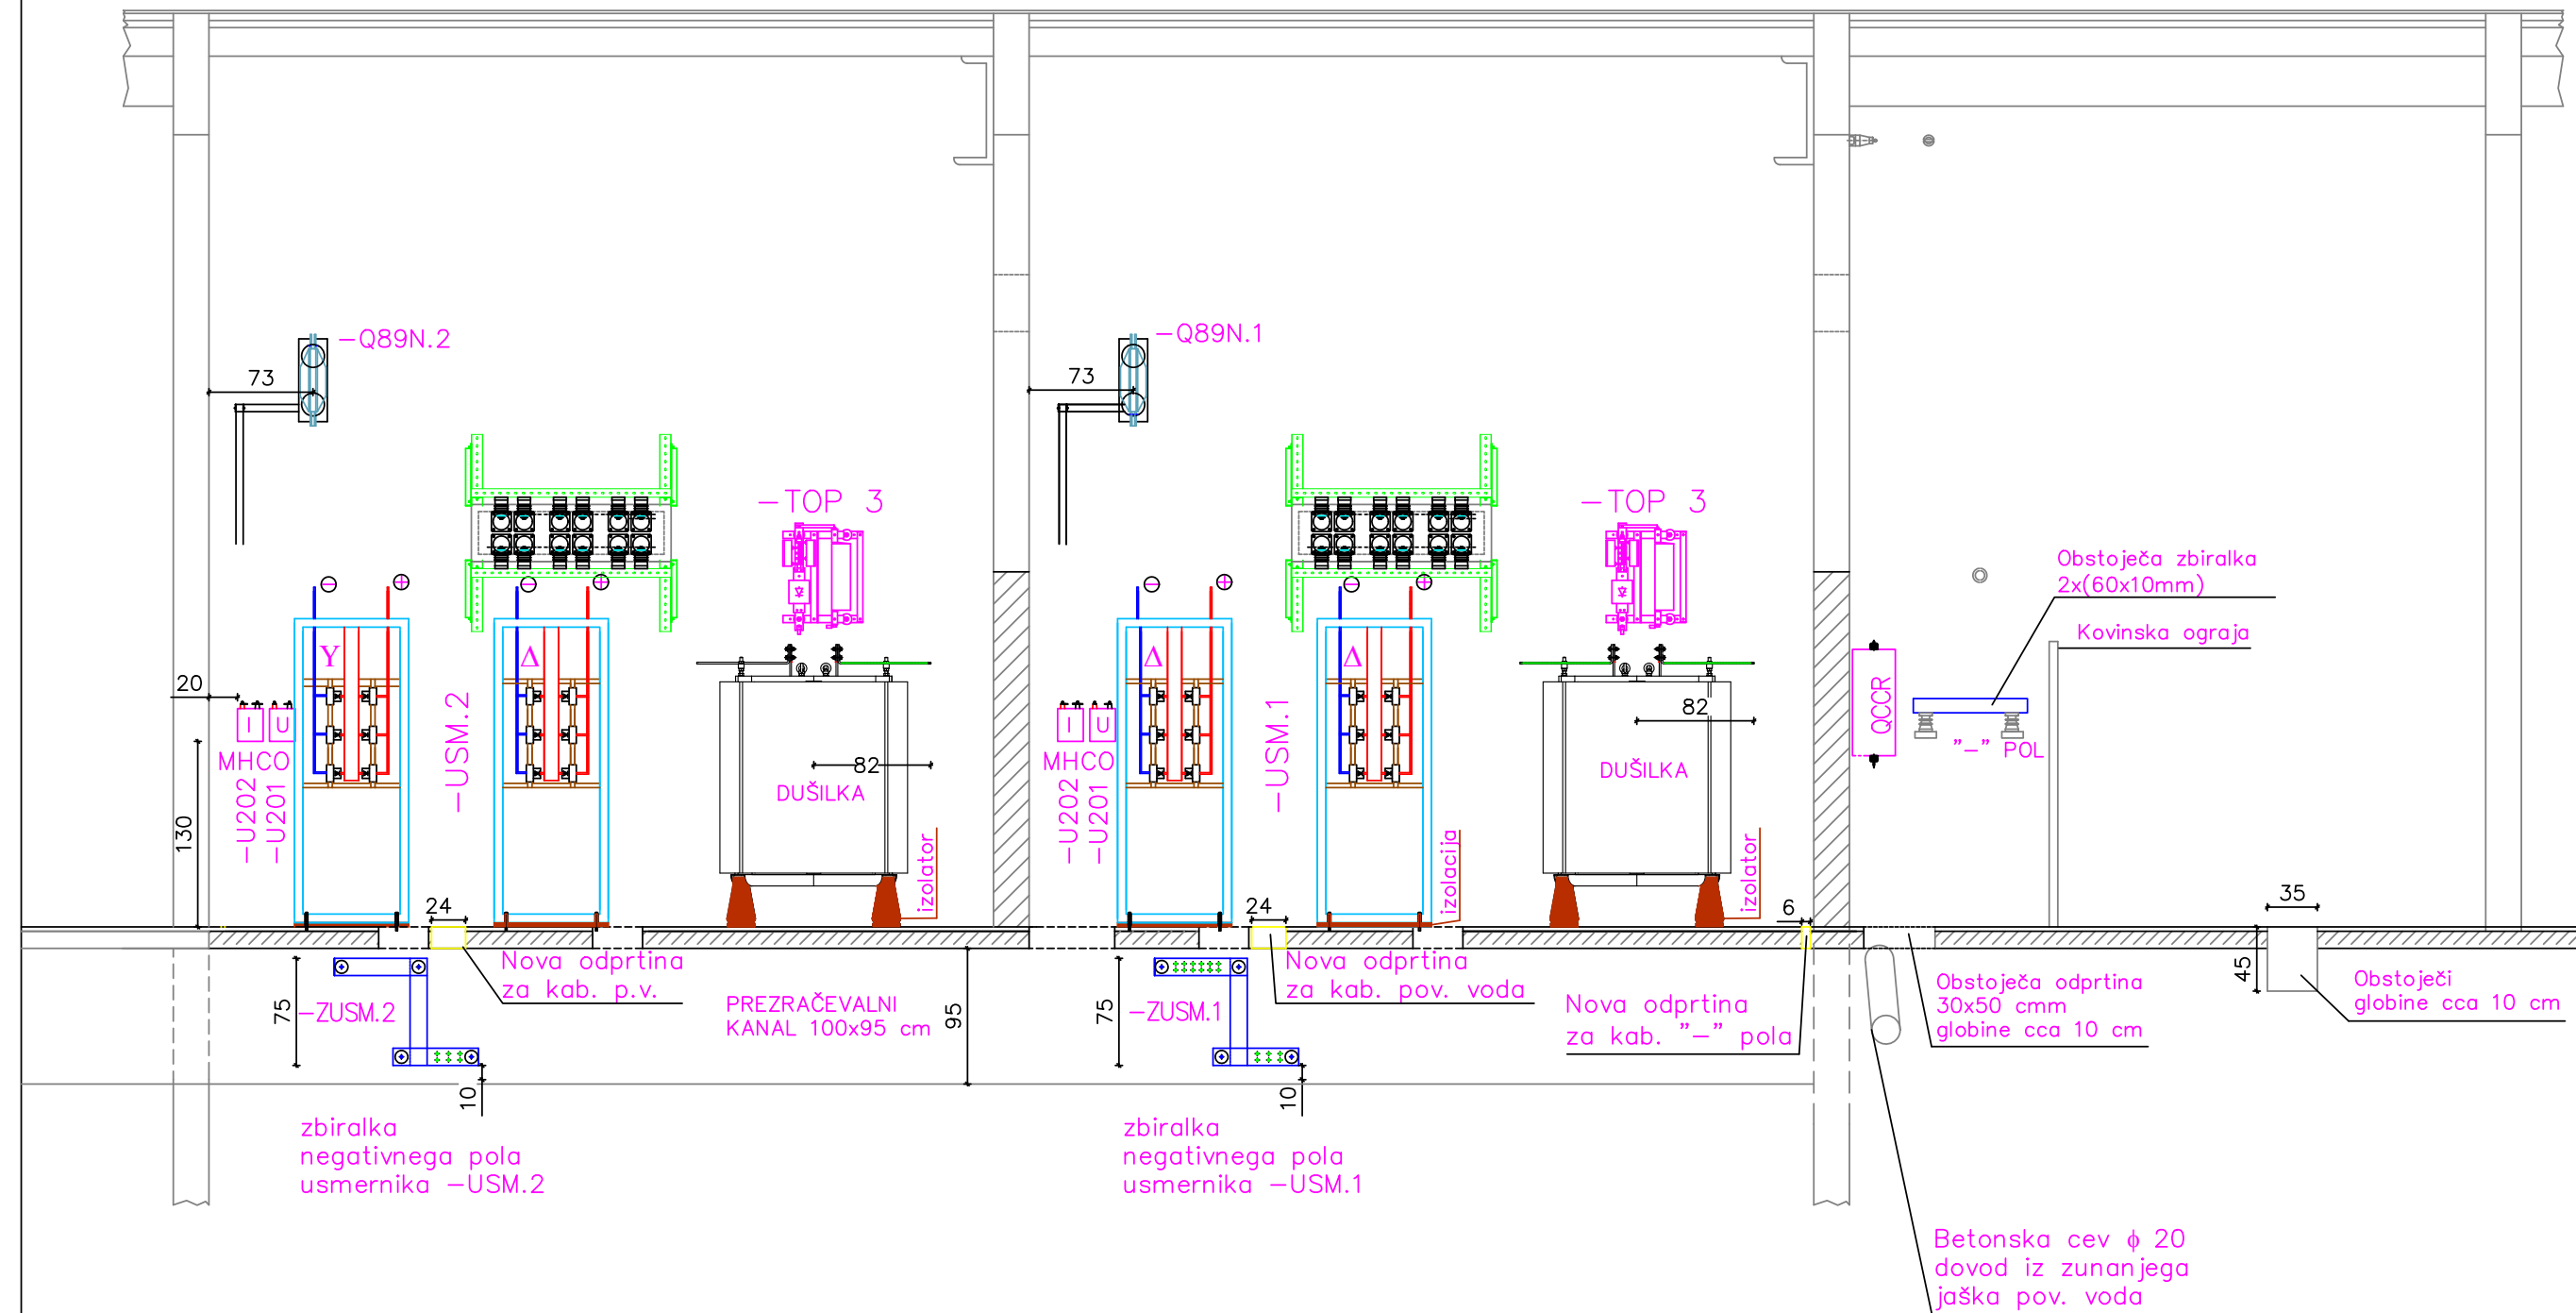 -Q89N.2
-Q89N.1
73
73
-TOP 3
-TOP 3
Obstoječa zbiralka
2x(60x10mm)
Kovinska ograja
Y
Δ
Δ
Δ
20
I
U
I
U
82
82
QCCR
"-" POL
MHCO
-U202
-U201
-USM.2
DUŠILKA
MHCO
-U202
-U201
-USM.1
DUŠILKA
130
izolator
izolacija
izolator
24
24
6
35
45
Nova odprtina
za kab. p.v.
Nova odprtina
za kab. pov. voda
Nova odprtina
za kab. "-" pola
Obstoječa odprtina
30x50 cmm
globine cca 10 cm
Obstoječi
globine cca 10 cm
75
-ZUSM.2
PREZRAČEVALNI
KANAL 100x95 cm
95
75
-ZUSM.1
10
10
zbiralka
negativnega pola
usmernika -USM.2
zbiralka
negativnega pola
usmernika -USM.1
Betonska cev ϕ 20
dovod iz zunanjega
jaška pov. voda